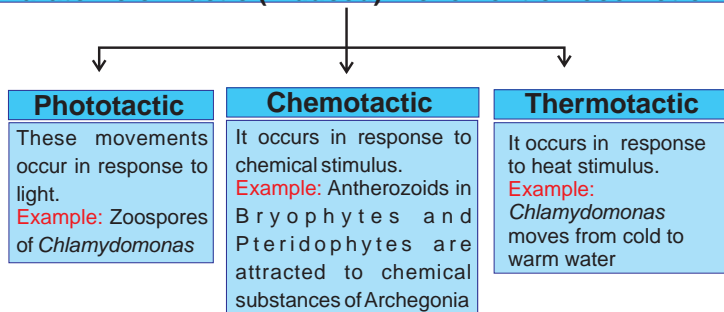 Phototactic
These movements
occur in response to
light.
Example: Zoospores
of Chlamydomonas
Chemotactic
It occurs in response to
chemical stimulus.
Example: Antherozoids in
Bryophytes and
Pteridophytes are
attracted to chemical
substances of Archegonia
Thermotactic
It occurs in response
to heat stimulus.
Example:
Chlamydomonas
moves from cold to
warm water